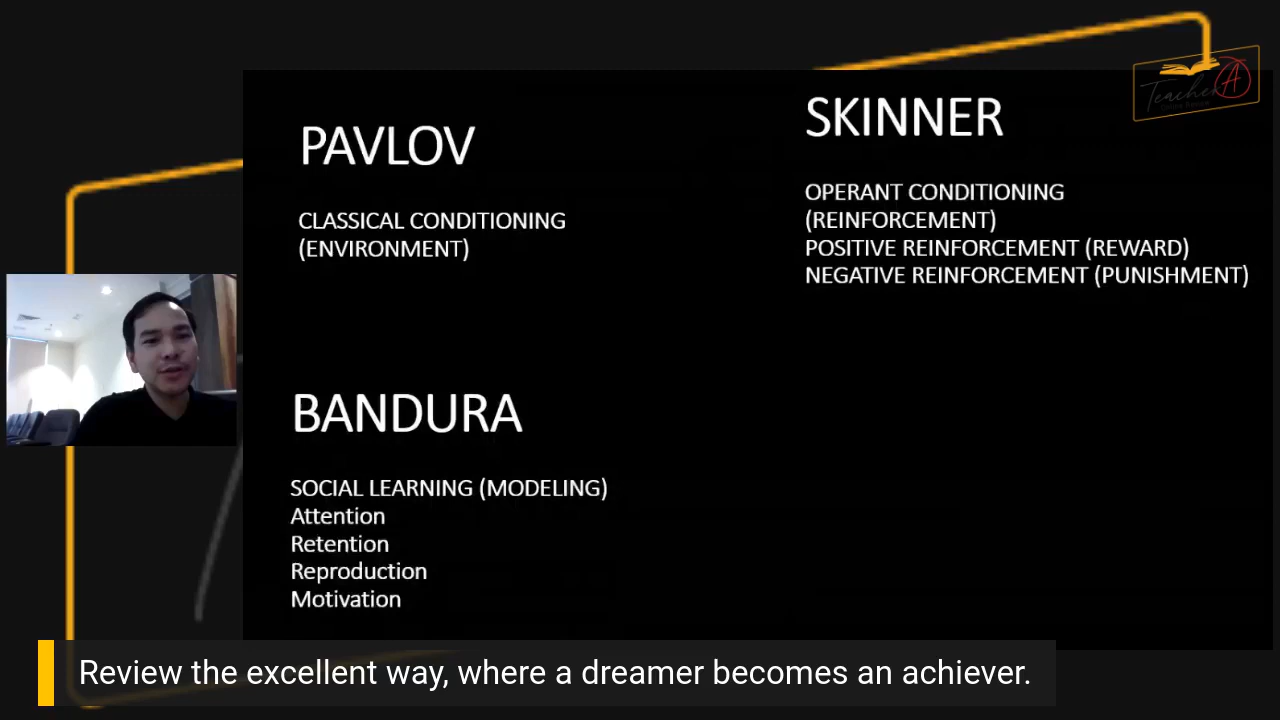 PAVLOV
CLASSICAL CONDITIONING
(ENVIRONMENT)
SKINNER
OPERANT CONDITIONING
(REINFORCEMENT)
POSITIVE REINFORCEMENT (REWARD)
NEGATIVE REINFORCEMENT (PUNISHMENT)
BANDURA
SOCIAL LEARNING (MODELING)
Attention
Retention
Reproduction
Motivation
Teacher A
Review the excellent way, where a dreamer becomes an achiever.